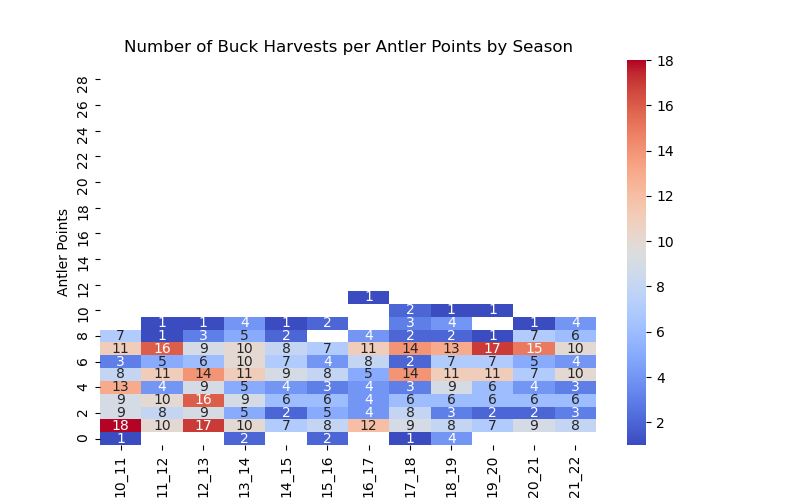 Number of Buck Harvests per Antler Points by Season
Antler Points
28
26
24
22
20
18
16
14
12
1
10 2 1 1
1 1 4 1 2 3 4 1 4
8 7 1 3 5 2 4 2 2 1 7 6
11 16 9 10 8 7 11 14 13 17 15 10
6 3 5 6 10 7 4 8 2 7 7 5 4
8 11 14 11 9 8 5 14 11 11 7 10
4 13 4 9 5 4 3 4 3 9 6 4 3
9 10 16 9 6 6 4 6 6 6 6 6
2 9 8 9 5 2 5 4 8 3 2 2 3
18 10 17 10 7 8 12 9 8 7 9 8
0 1 2 2 1 4
10_11 11_12 12_13 13_14 14_15 15_16 16_17 17_18 18_19 19_20 20_21 21_22
18
16
14
12
10
8
6
4
2